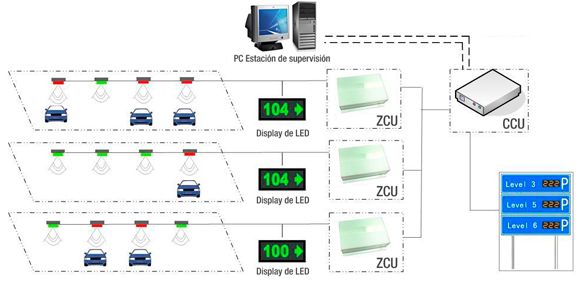 PC Estación de supervisión
104
Display de LED
ZCU
CCU
104
Display de LED
ZCU
Level 3 222 P
Level 5 222 P
Level 6 222 P
100
Display de LED
ZCU